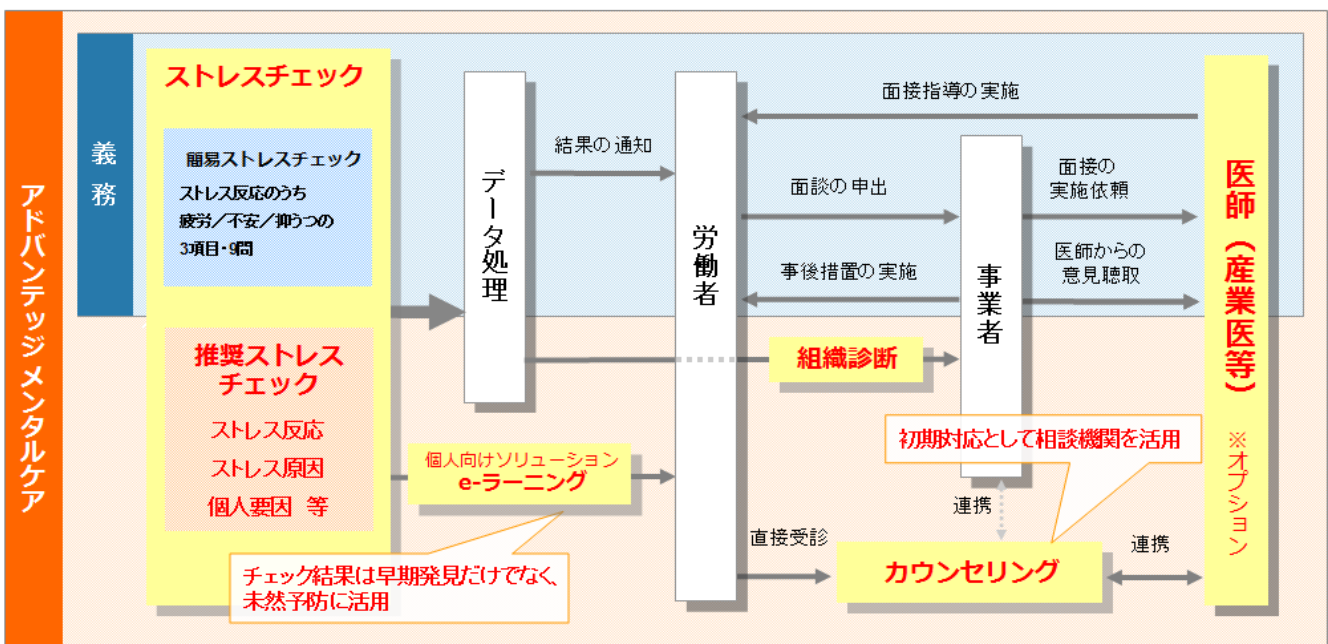 アドバンテッジ メンタルケア
義務
ストレスチェック
簡易ストレスチェック
ストレス反応のうち
疲労／不安／抑うつの
3項目・9問
推奨ストレス
チェック
ストレス反応
ストレス原因
個人要因 等
データ処理
結果の通知
労働者
面接指導の実施
面談の申出
事後措置の実施
事業者
面接の
実施依頼
医師からの
意見聴取
医師（産業医等）
※オプション
組織診断
個人向けソリューション
e-ラーニング
チェック結果は早期発見だけでなく、
未然予防に活用
初期対応として相談機関を活用
連携
直接受診
カウンセリング
連携